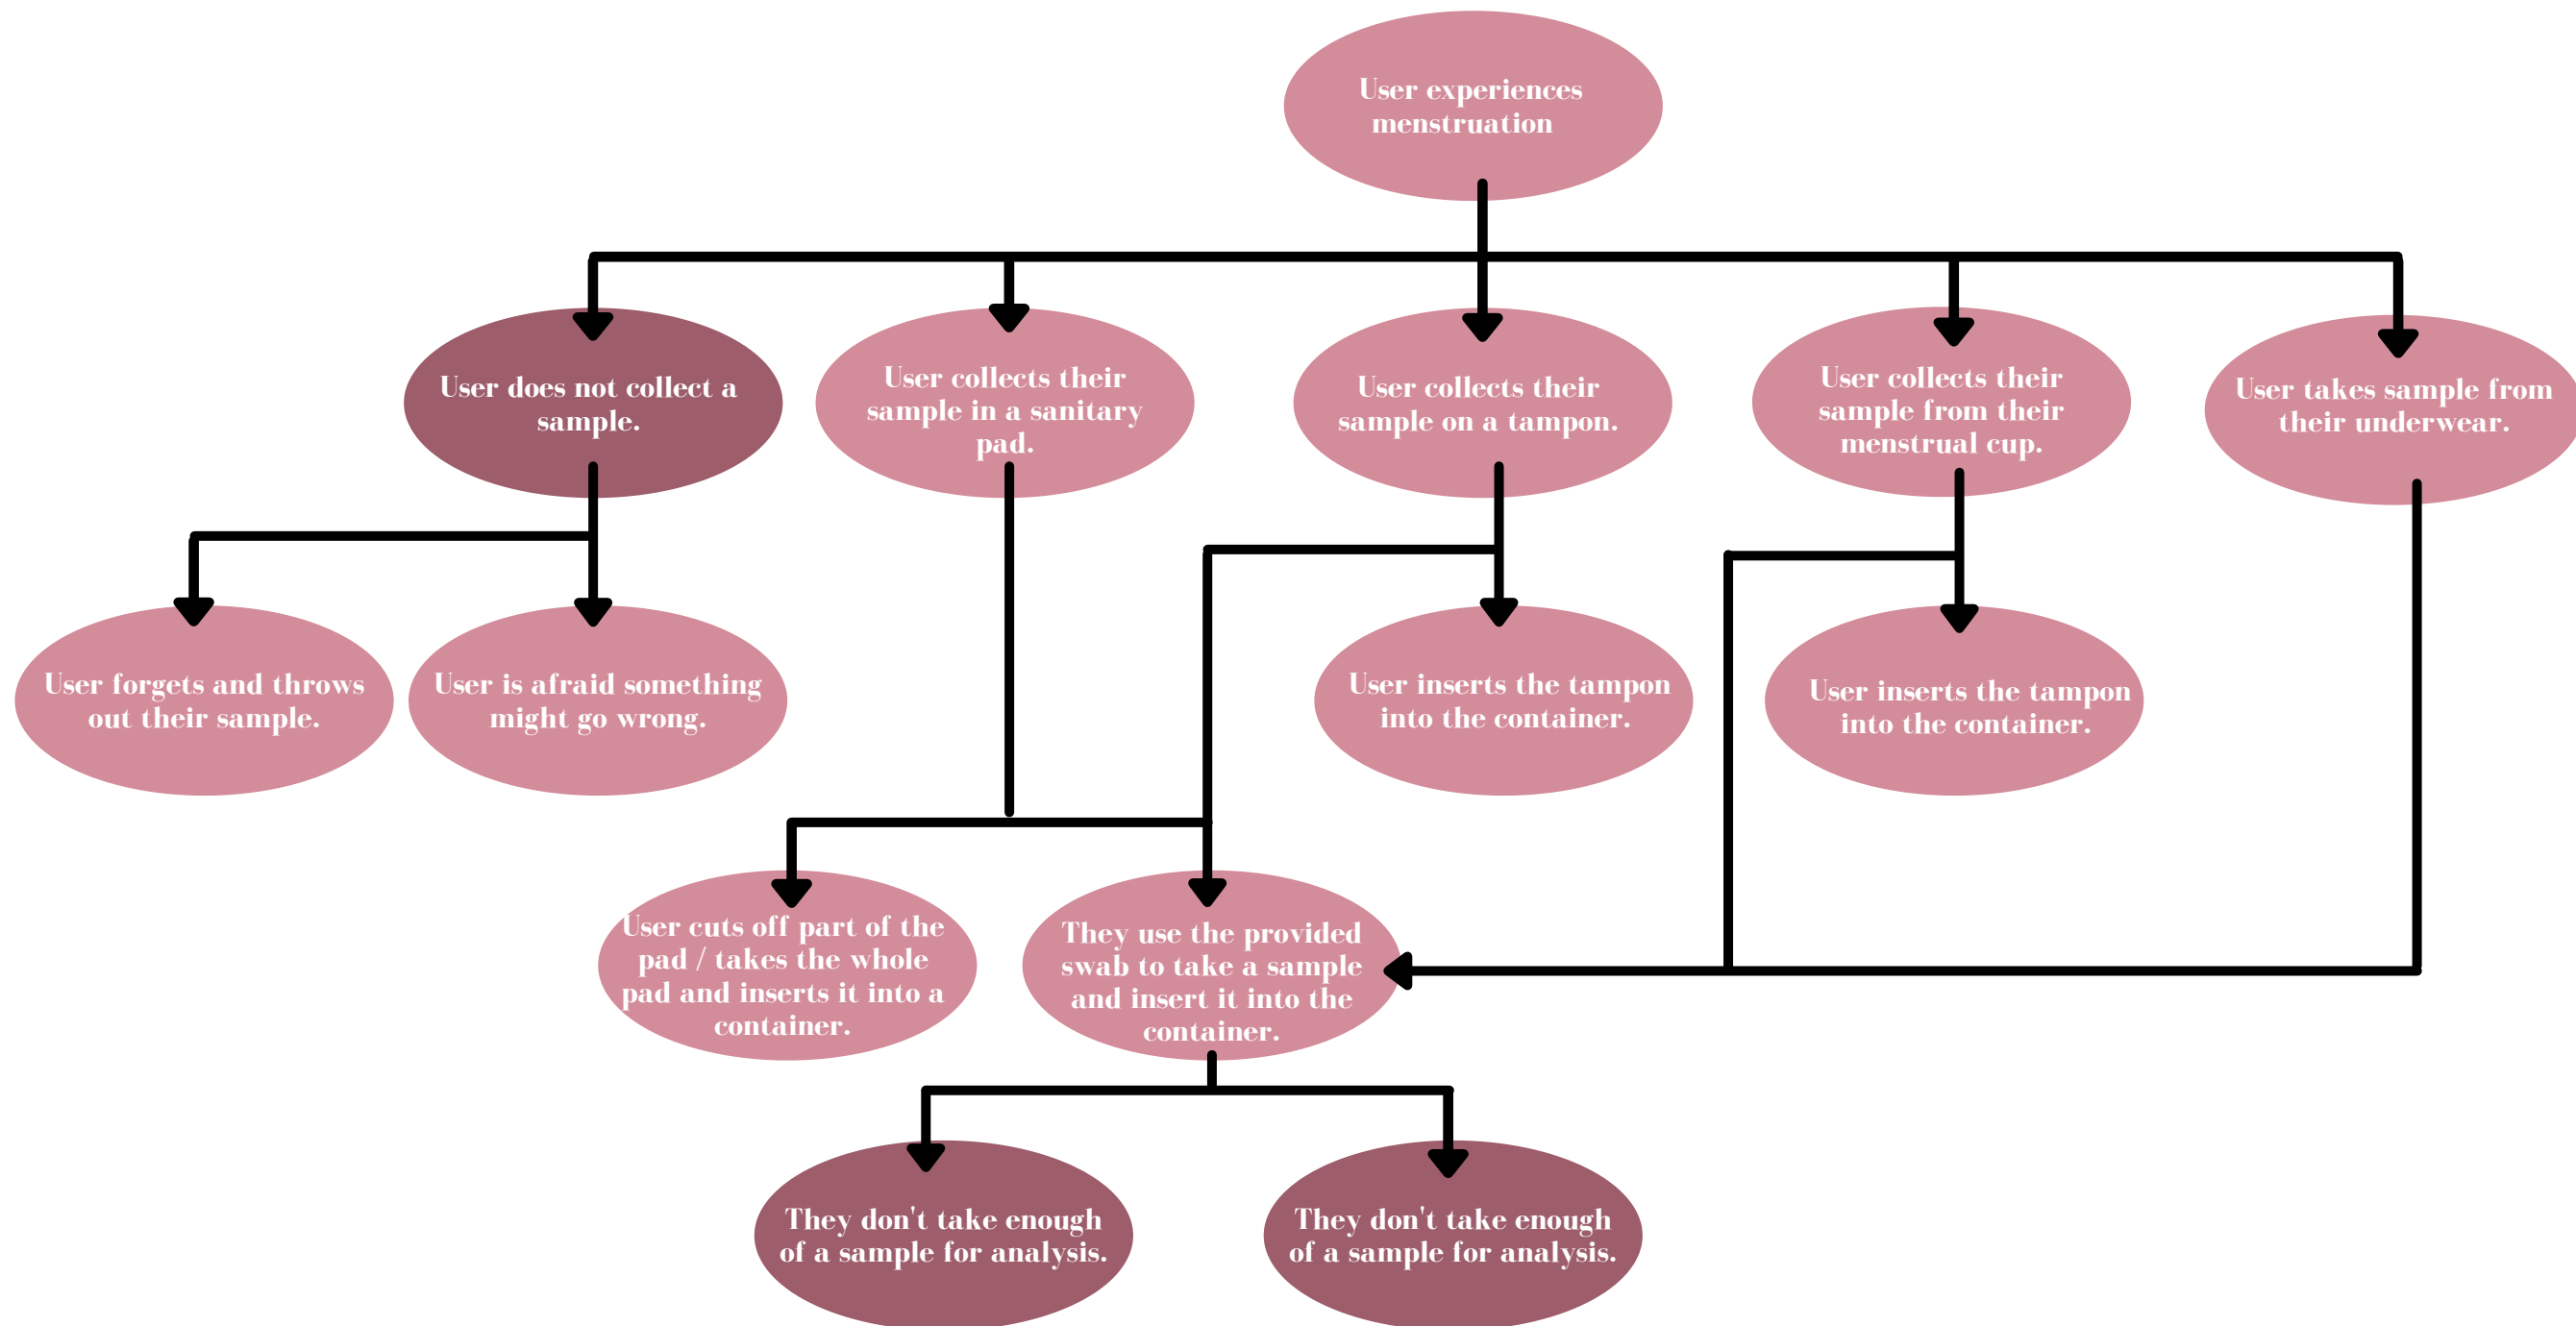 User experiences
menstruation
User does not collect a
sample.
User collects their
sample in a sanitary
pad.
User collects their
sample on a tampon.
User collects their
sample from their
menstrual cup.
User takes sample from
their underwear.
User forgets and throws
out their sample.
User is afraid something
might go wrong.
User inserts the tampon
into the container.
User inserts the tampon
into the container.
User cuts off part of the
pad / takes the whole
pad and inserts it into a
container.
They use the provided
swab to take a sample
and insert it into the
container.
They don't take enough
of a sample for analysis.
They don't take enough
of a sample for analysis.